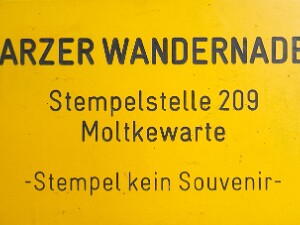 ARZER WANDERNADE
Stempelstelle 209
Moltkewarte
-Stempel kein Souvenir-